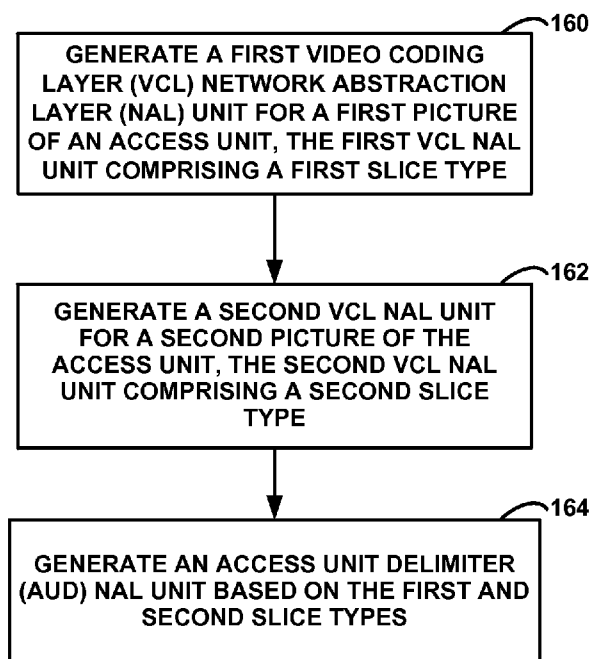 160
GENERATE A FIRST VIDEO CODING
LAYER (VCL) NETWORK ABSTRACTION
LAYER (NAL) UNIT FOR A FIRST PICTURE
OF AN ACCESS UNIT, THE FIRST VCL NAL
UNIT COMPRISING A FIRST SLICE TYPE
162
GENERATE A SECOND VCL NAL UNIT
FOR A SECOND PICTURE OF THE
ACCESS UNIT, THE SECOND VCL NAL
UNIT COMPRISING A SECOND SLICE
TYPE
164
GENERATE AN ACCESS UNIT DELIMITER
(AUD) NAL UNIT BASED ON THE FIRST AND
SECOND SLICE TYPES